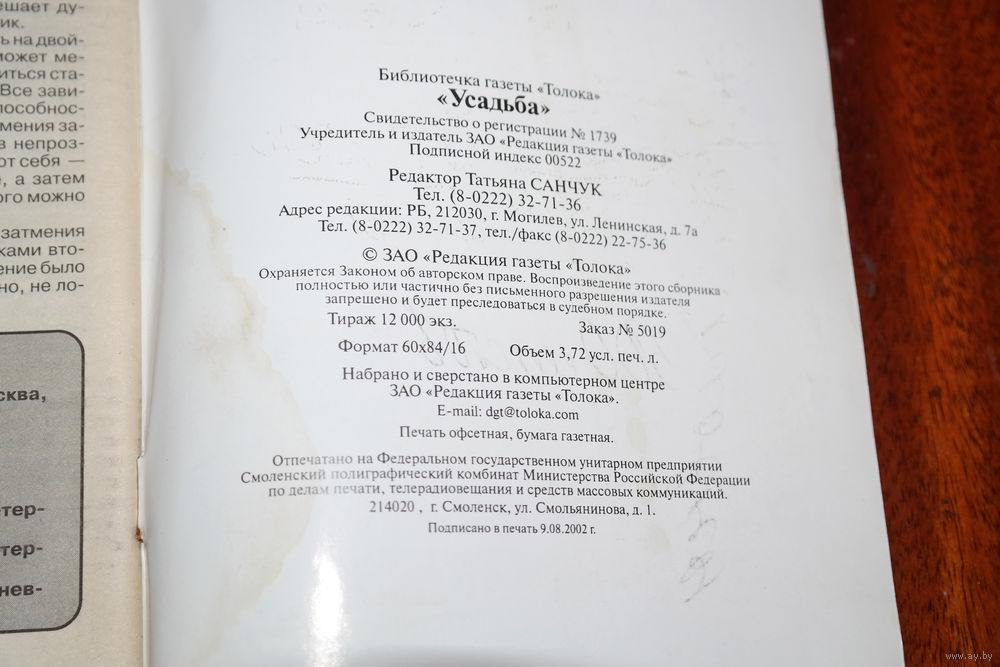 ешает ду-
ик.
ь на двой-
может ме-
иться ста-
Все зави-
пособнос-
мения за-
в непроз-
от себя —
е, а затем
ого можно
затмения
ками вто-
ение было
но, не ло-
сква,
тер-
тер-
нев-
Библиотечка газеты «Толока»
«Усадьба»
Свидетельство о регистрации № 1739
Учредитель и издатель ЗАО «Редакция газеты «Толока»
Подписной индекс 00522
Редактор Татьяна САНЧУК
Тел. (8-0222) 32-71-36
Адрес редакции: РБ, 212030, г. Могилев, ул. Ленинская, д. 7а
Тел. (8-0222) 32-71-37, тел./факс (8-0222) 22-75-36
© ЗАО «Редакция газеты «Толока»
Охраняется Законом об авторском праве. Воспроизведение этого сборника
полностью или частично без письменного разрешения издателя
запрещено и будет преследоваться в судебном порядке.
Тираж 12 000 экз. Заказ № 5019
Формат 60х84/16 Объем 3,72 усл. печ. л.
Набрано и сверстано в компьютерном центре
ЗАО «Редакция газеты «Толока».
E-mail: dgt@toloka.com
Печать офсетная, бумага газетная.
Отпечатано на Федеральном государственном унитарном предприятии
Смоленский полиграфический комбинат Министерства Российской Федерации
по делам печати, телерадиовещания и средств массовых коммуникаций.
214020 , г. Смоленск, ул. Смольянинова, д. 1.
Подписано в печать 9.08.2002 г.
www.ay.by